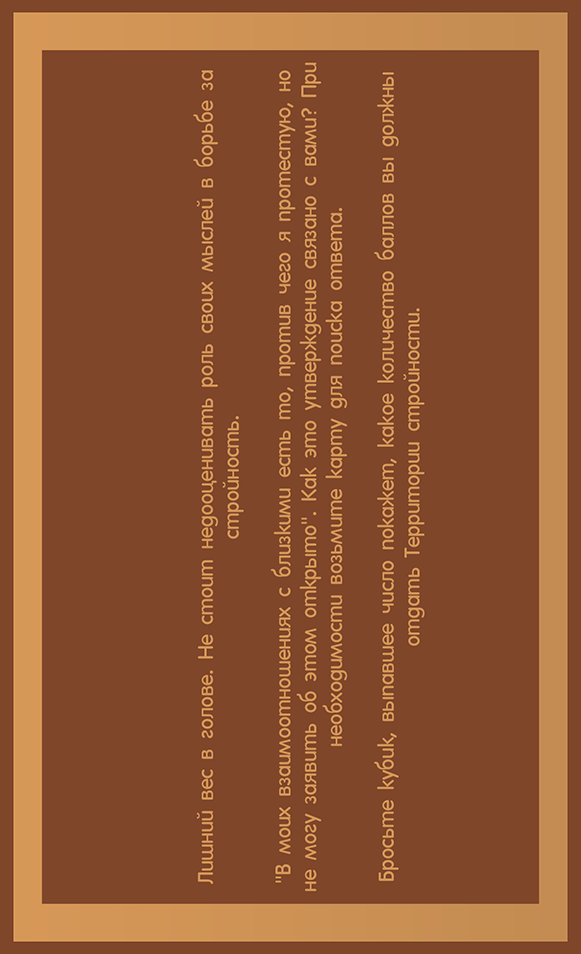 Лишний вес в голове. Не стоит недооценивать роль своих мыслей в борьбе за
стройность.
"В моих взаимоотношениях с близкими есть то, против чего я протестую, но
не могу заявить об этом открыто". Как это утверждение связано с вами? При
необходимости возьмите карту для поиска ответа.
Бросьте кубик, выпавшее число покажет, какое количество баллов вы должны
отдать Территории стройности.